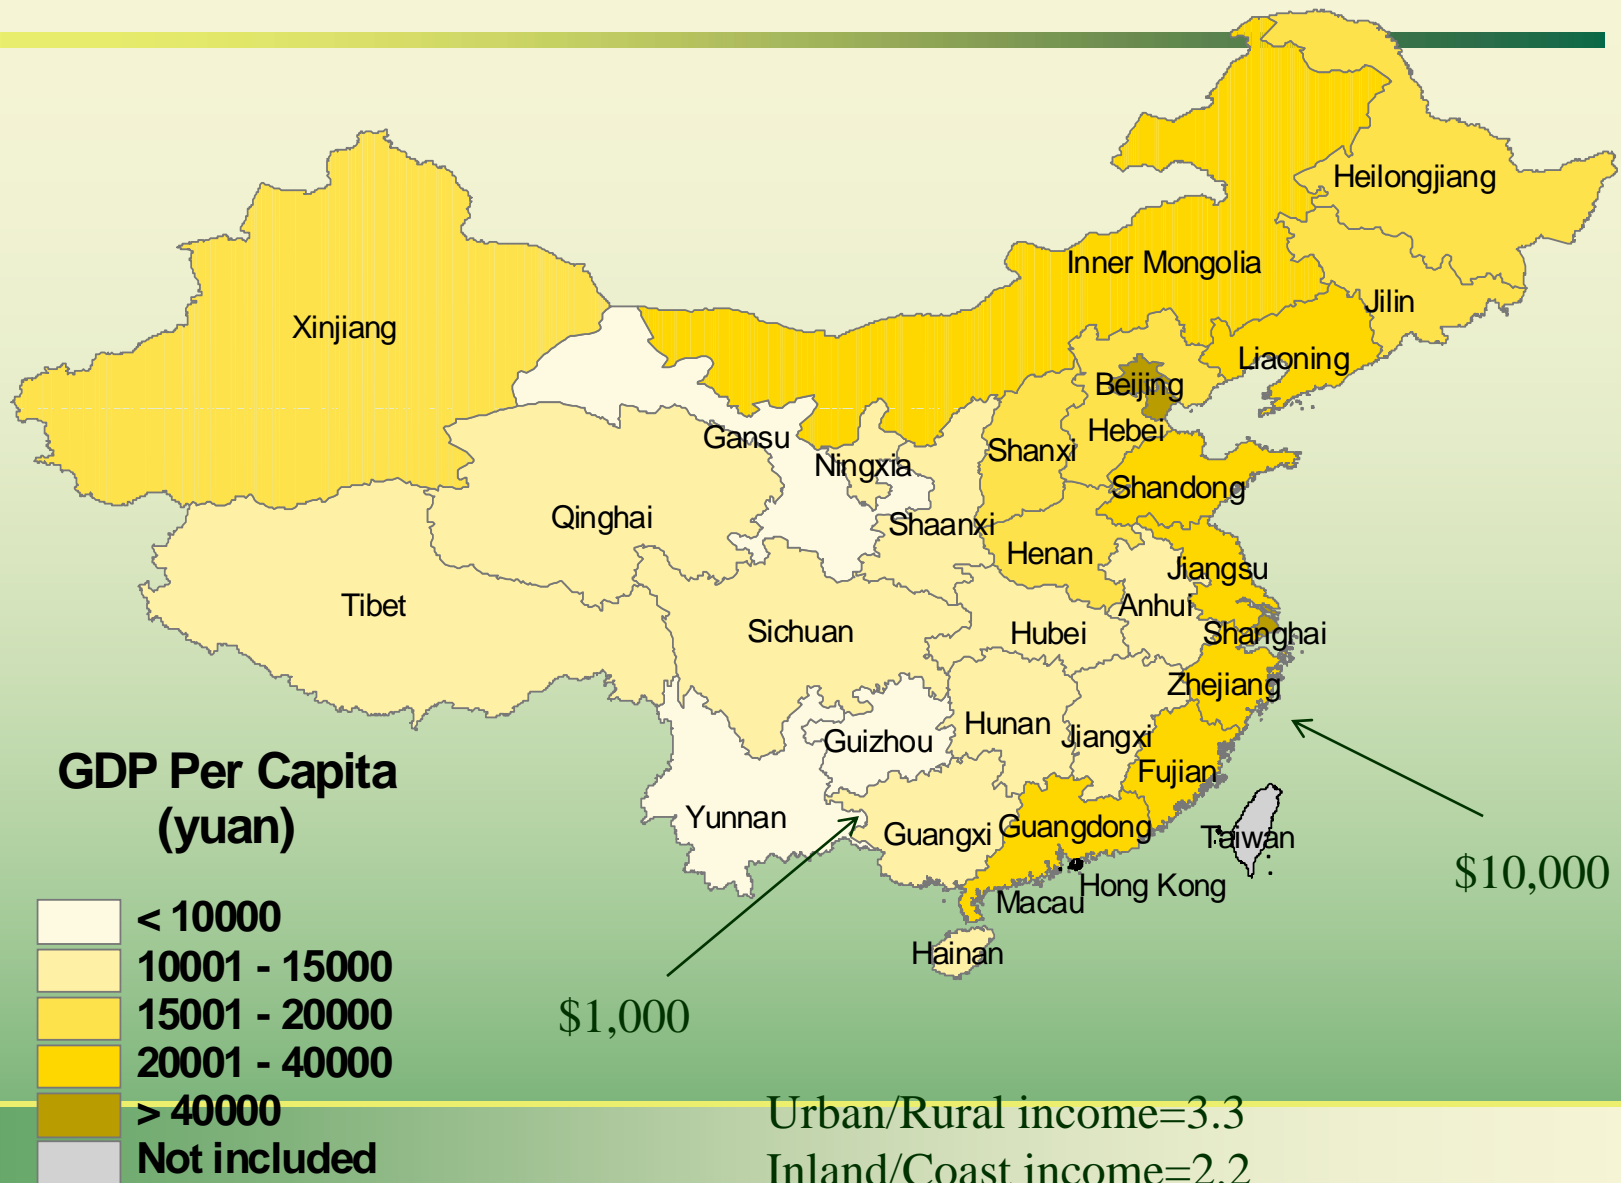 Heilongjiang
Inner Mongolia
Jilin
Xinjiang
Liaoning
Beijing
Hebei
Gansu
Shanxi
Ningxia
Shandong
Qinghai
Shaanxi
Henan
Jiangsu
Tibet
Anhui
Sichuan
Hubei
Shanghai
Zhejiang
Hunan
Jiangxi
Guizhou
Fujian
Yunnan
Guangxi
Guangdong
Taiwan
Hong Kong
Macau
Hainan
$10,000
$1,000
GDP Per Capita
(yuan)
< 10000
10001 - 15000
15001 - 20000
20001 - 40000
> 40000
Not included
Urban/Rural income=3.3
Inland/Coast income=2.2